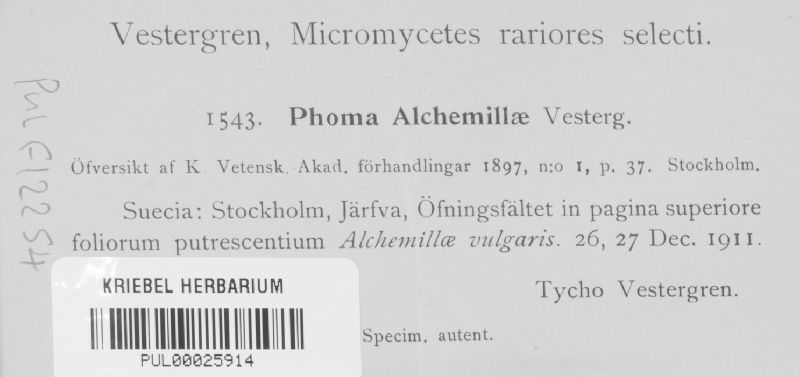 Vestergren, Micromycetes rariores selecti.
1543. Phoma Alchemillæ Vesterg.
Öfversikt af K. Vetensk. Akad. förhandlingar 1897, n:o 1, p. 37. Stockholm.
Suecia: Stockholm, Järfva, Öfningsfältet in pagina superiore
foliorum putrescentium Alchemillæ vulgaris. 26, 27 Dec. 1911.
Tycho Vestergren.
Specim. autent.
KRIEBEL HERBARIUM
PUL00025914
PUL F12254